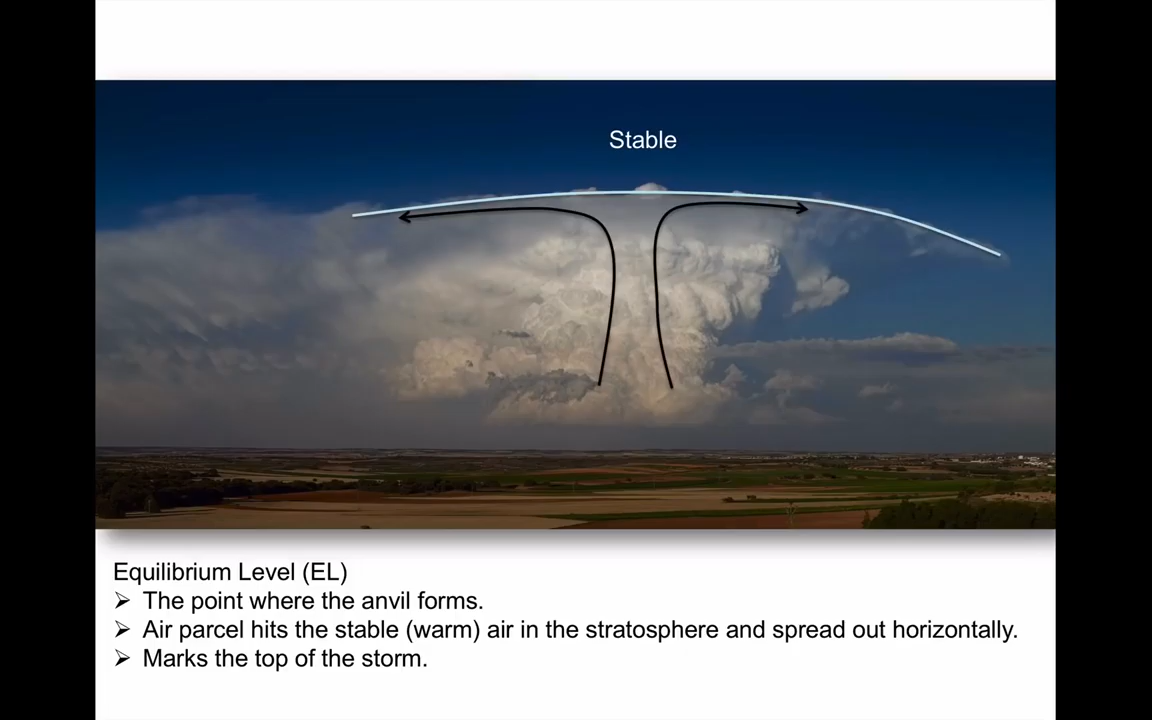 Stable
Equilibrium Level (EL)
➢ The point where the anvil forms.
➢ Air parcel hits the stable (warm) air in the stratosphere and spread out horizontally.
➢ Marks the top of the storm.